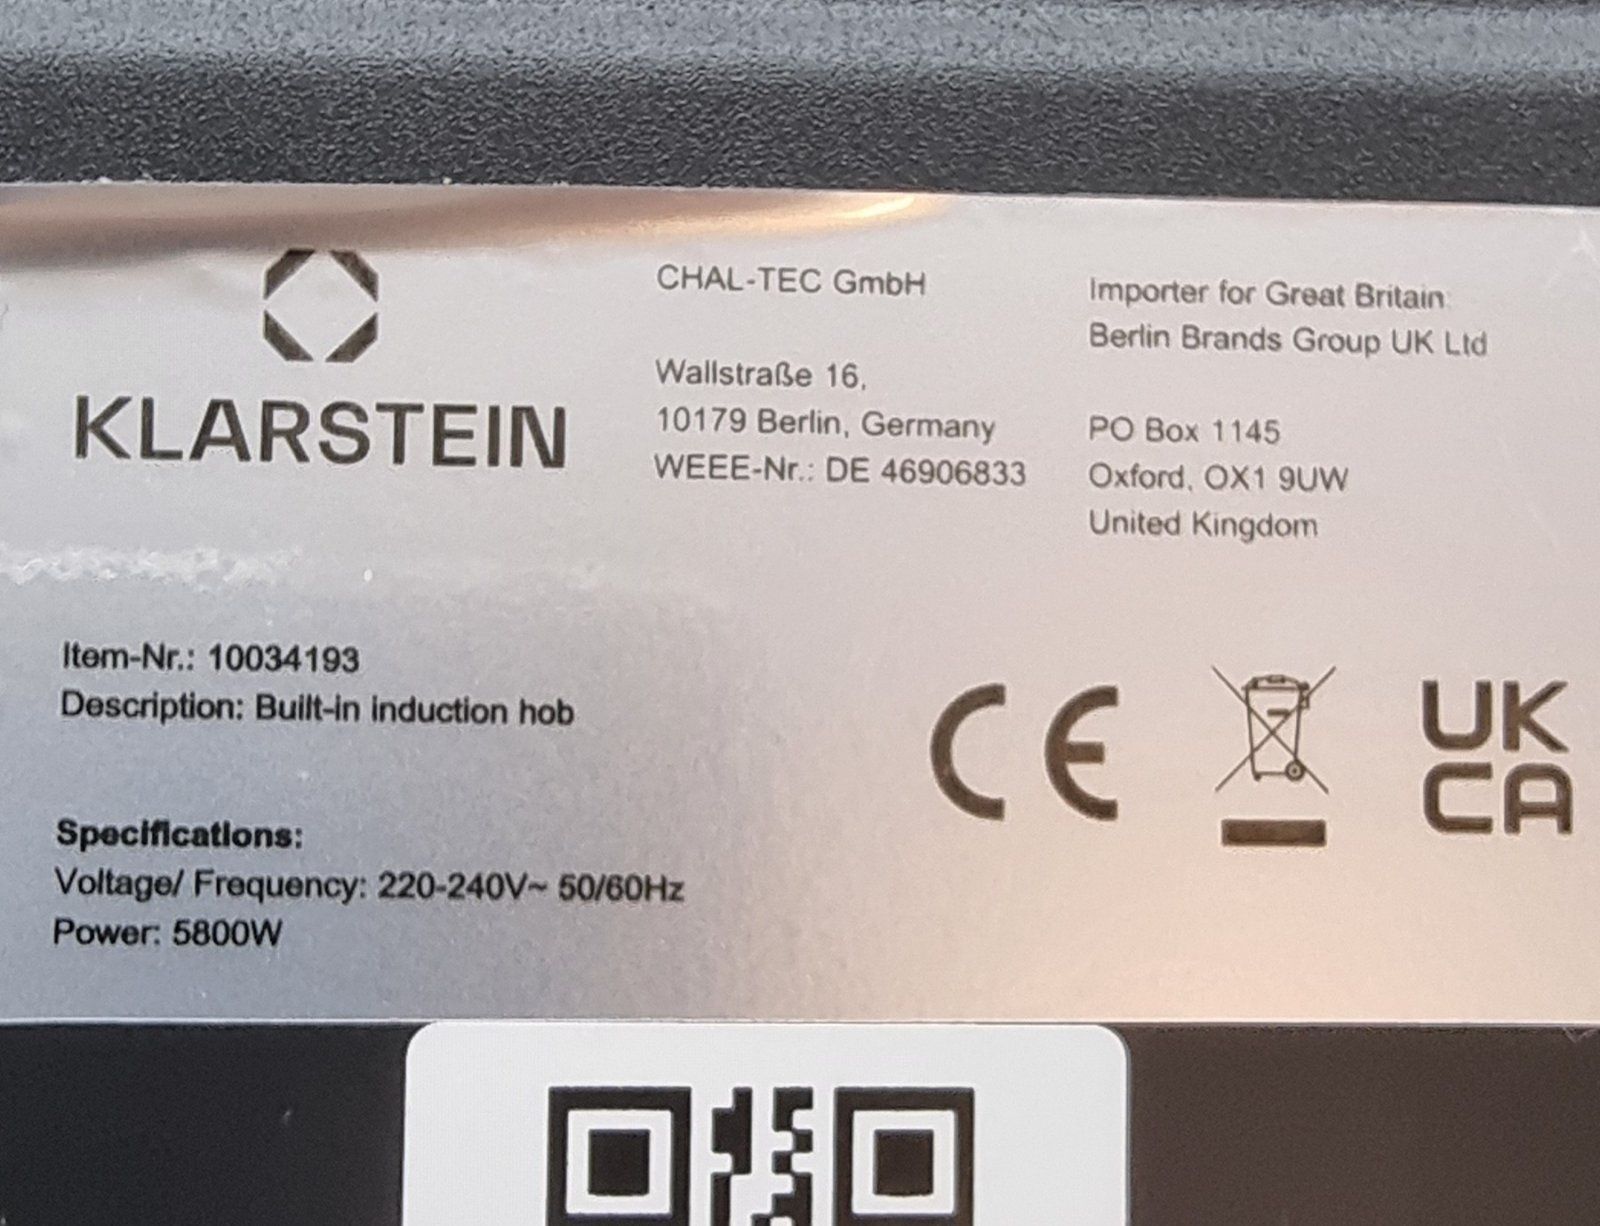 KLARSTEIN
CHAL-TEC GmbH
Wallstraße 16,
10179 Berlin, Germany
WEEE-Nr.: DE 46906833
Importer for Great Britain:
Berlin Brands Group UK Ltd
PO Box 1145
Oxford, OX1 9UW
United Kingdom
Item-Nr.: 10034193
Description: Built-in induction hob
CE
UK
CA
Specifications:
Voltage/ Frequency: 220-240V~ 50/60Hz
Power: 5800W